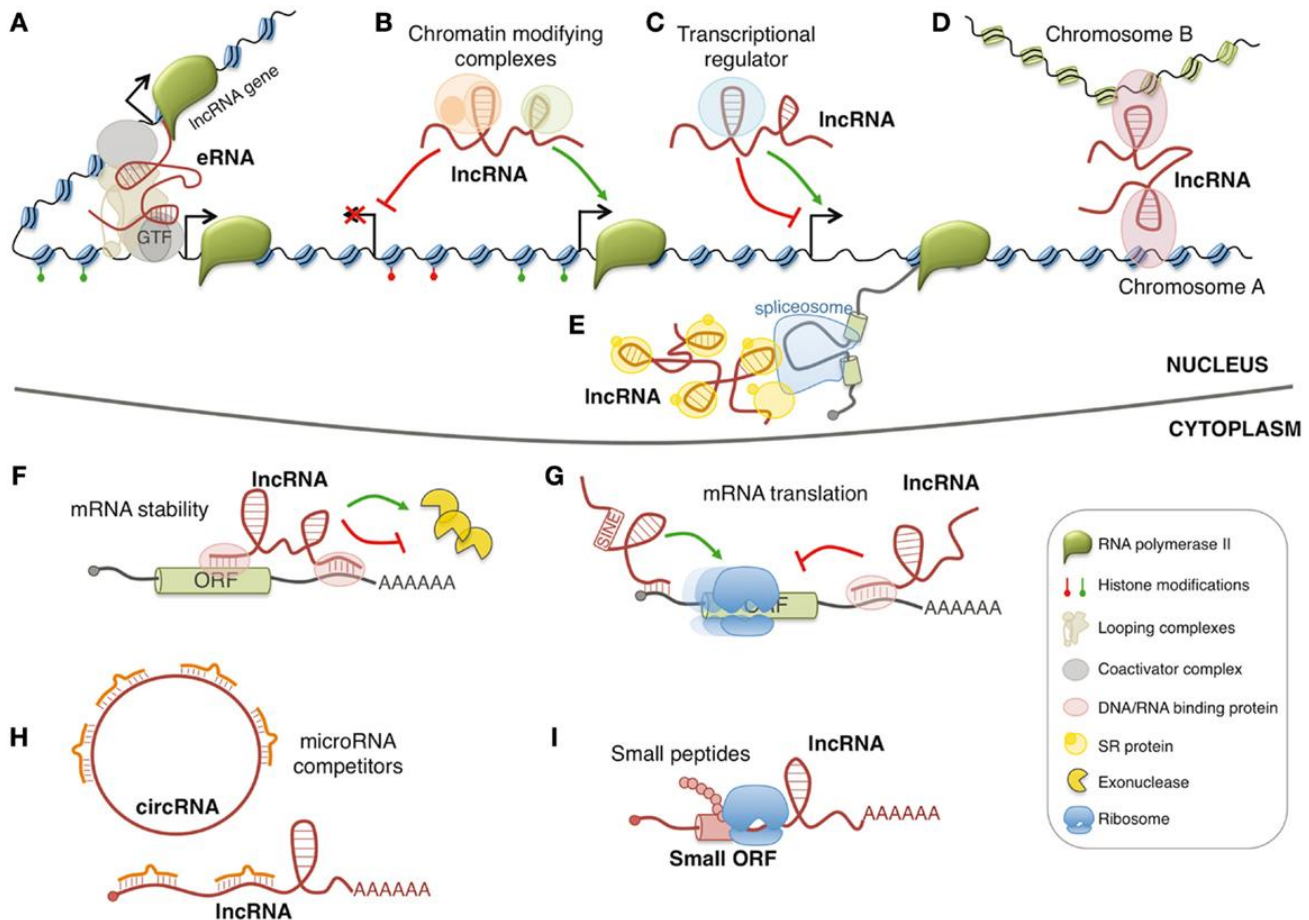 A
lncRNA gene
eRNA
GTF
B
Chromatin modifying
complexes
lncRNA
C
Transcriptional
regulator
lncRNA
D
Chromosome B
lncRNA
Chromosome A
E
spliceosome
lncRNA
NUCLEUS
CYTOPLASM
F
lncRNA
mRNA stability
ORF
AAAAAA
G
mRNA translation
lncRNA
SINE
ORF
AAAAAA
H
microRNA
competitors
circRNA
AAAAAA
lncRNA
I
Small peptides
lncRNA
AAAAAA
Small ORF
RNA polymerase II
Histone modifications
Looping complexes
Coactivator complex
DNA/RNA binding protein
SR protein
Exonuclease
Ribosome